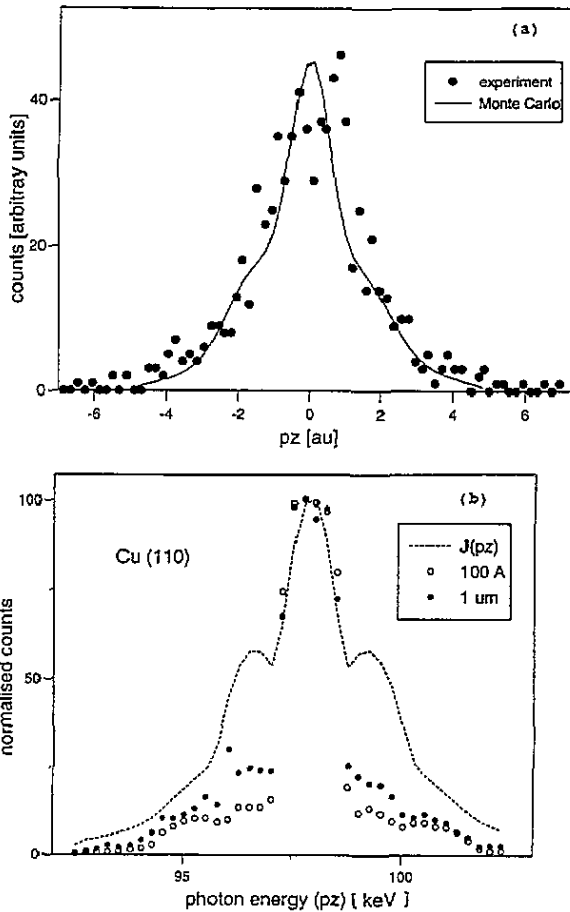 (a)
experiment
Monte Carlo
counts [arbitray units]
40
20
0
-6
-4
-2
0
2
4
6
pz [au]
(b)
Cu (110)
J(pz)
100 A
1 um
normalised counts
100
50
0
95
100
photon energy (pz) [ keV ]